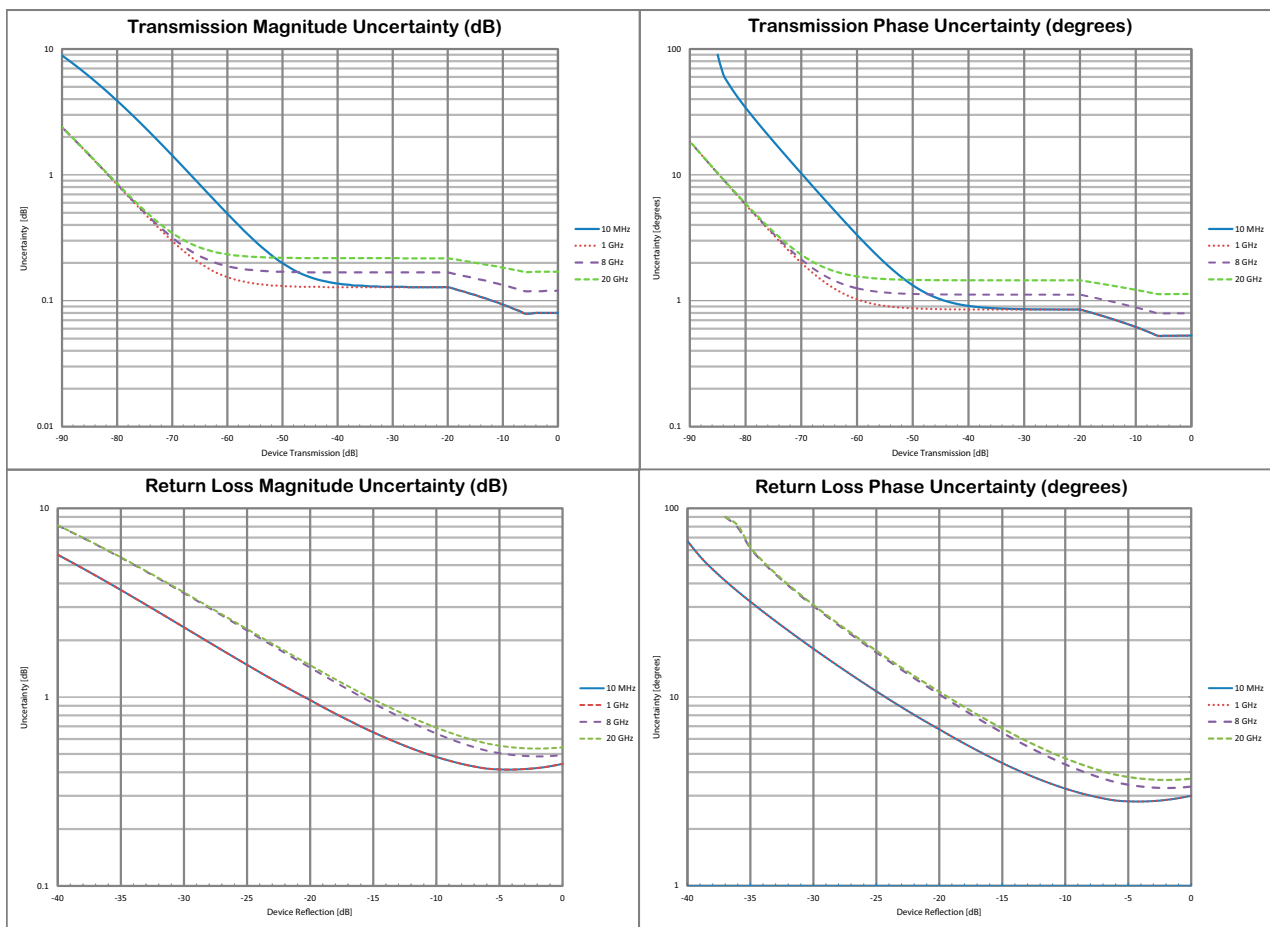 Transmission Magnitude Uncertainty (dB)
10
1
0.1
0.01
Uncertainty [dB]
-90 -80 -70 -60 -50 -40 -30 -20 -10 0
Device Transmission [dB]
10 MHz
1 GHz
8 GHz
20 GHz
Transmission Phase Uncertainty (degrees)
100
10
1
0.1
Uncertainty [degrees]
-90 -80 -70 -60 -50 -40 -30 -20 -10 0
Device Transmission [dB]
10 MHz
1 GHz
8 GHz
20 GHz
Return Loss Magnitude Uncertainty (dB)
10
1
0.1
Uncertainty [dB]
-40 -35 -30 -25 -20 -15 -10 -5 0
Device Reflection [dB]
10 MHz
1 GHz
8 GHz
20 GHz
Return Loss Phase Uncertainty (degrees)
100
10
1
Uncertainty [degrees]
-40 -35 -30 -25 -20 -15 -10 -5 0
Device Reflection [dB]
10 MHz
1 GHz
8 GHz
20 GHz